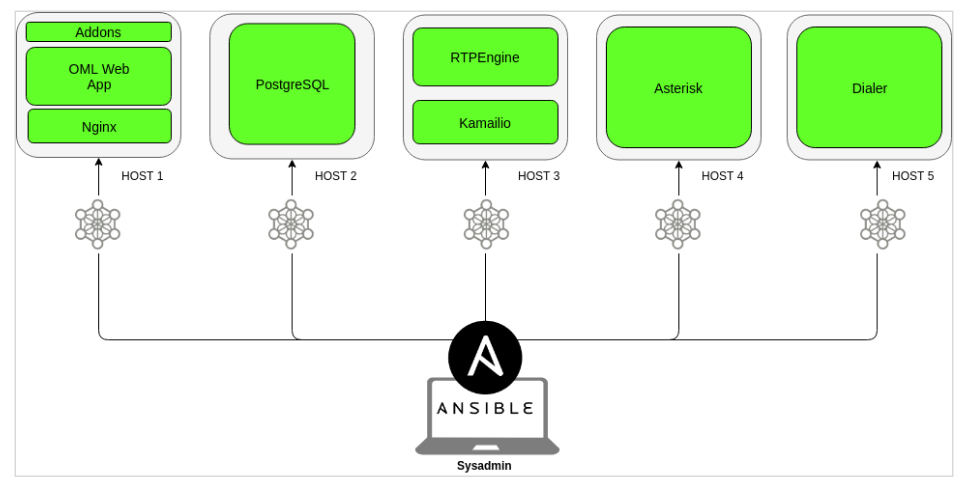 Addons
OML Web
App
Nginx
PostgreSQL
RTPEngine
Kamailio
Asterisk
Dialer
HOST 1
HOST 2
HOST 3
HOST 4
HOST 5
ANSIBLE
Sysadmin